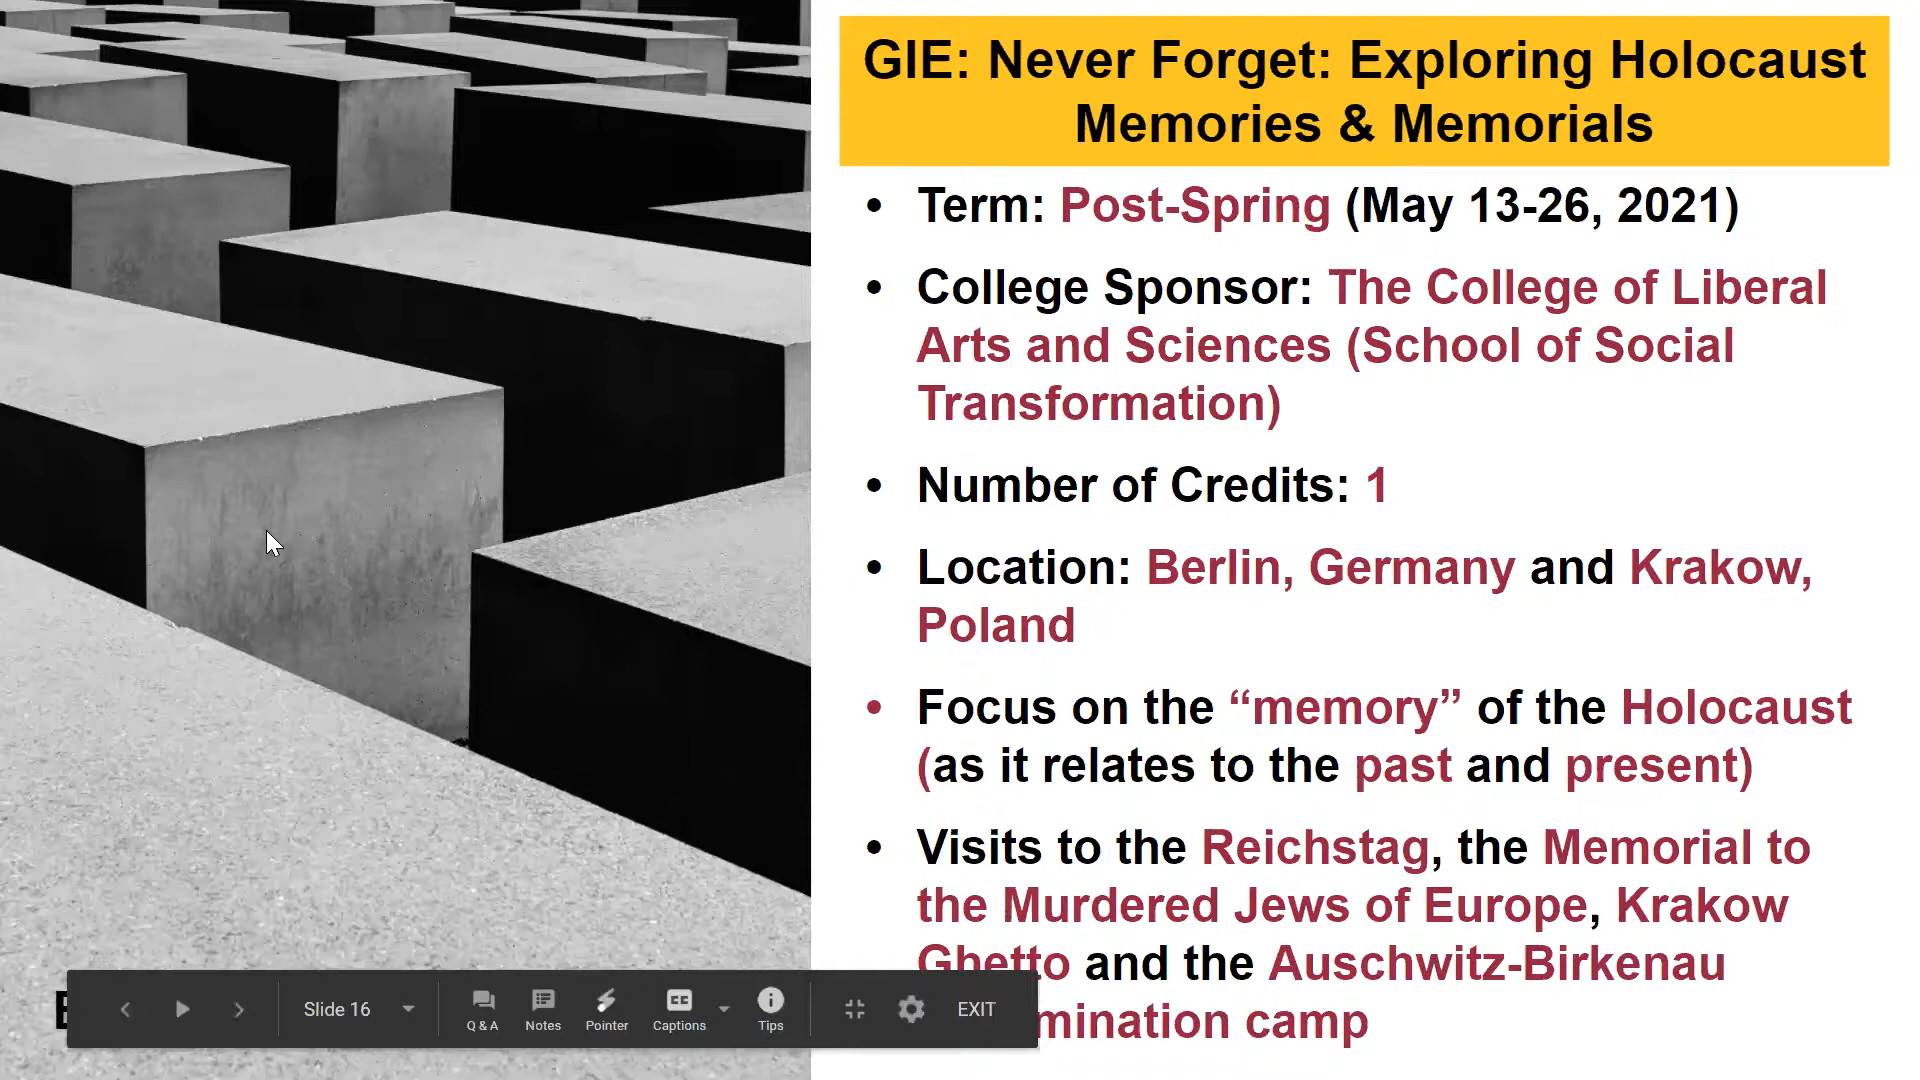 GIE: Never Forget: Exploring Holocaust
Memories & Memorials
• Term: Post-Spring (May 13-26, 2021)
• College Sponsor: The College of Liberal
Arts and Sciences (School of Social
Transformation)
• Number of Credits: 1
• Location: Berlin, Germany and Krakow,
Poland
• Focus on the “memory” of the Holocaust
(as it relates to the past and present)
• Visits to the Reichstag, the Memorial to
the Murdered Jews of Europe, Krakow
Ghetto and the Auschwitz-Birkenau
mination camp
Slide 16
Q & A
Notes
Pointer
Captions
Tips
EXIT